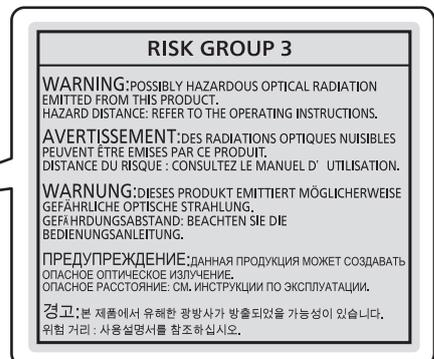 RISK GROUP 3
WARNING:POSSIBLY HAZARDOUS OPTICAL RADIATION
EMITTED FROM THIS PRODUCT.
HAZARD DISTANCE: REFER TO THE OPERATING INSTRUCTIONS.
AVERTISSEMENT:DES RADIATIONS OPTIQUES NUISIBLES
PEUVENT ÊTRE EMISES PAR CE PRODUIT.
DISTANCE DU RISQUE : CONSULTEZ LE MANUEL D’ UTILISATION.
WARNUNG:DIESES PRODUKT EMITTIERT MÖGLICHERWEISE
GEFÄHRLICHE OPTISCHE STRAHLUNG.
GEFÄHRDUNGSABSTAND: BEACHTEN SIE DIE
BEDIENUNGSANLEITUNG.
ПРЕДУПРЕЖДЕНИЕ:ДАННАЯ ПРОДУКЦИЯ МОЖЕТ СОЗДАВАТЬ
ОПАСНОЕ ОПТИЧЕСКОЕ ИЗЛУЧЕНИЕ.
ОПАСНОЕ РАССТОЯНИЕ: СМ. ИНСТРУКЦИИ ПО ЭКСПЛУАТАЦИИ.
경고:본 제품에서 유해한 광방사가 방출되었을 가능성이 있습니다.
위험 거리 : 사용설명서를 참조하십시오.